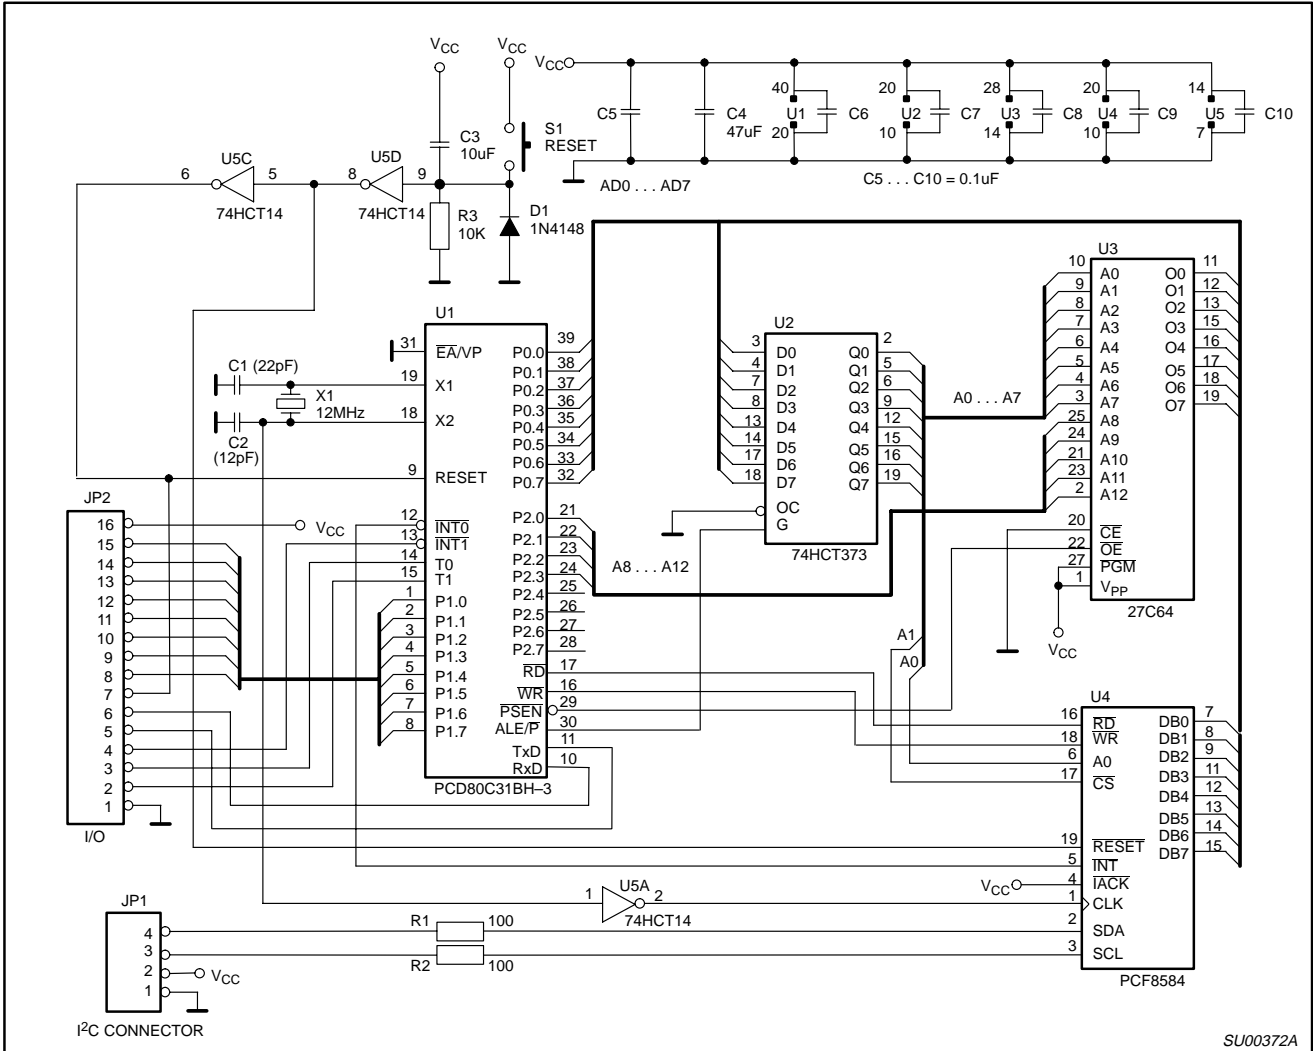 VCC
VCC
VCC
C5
C4
47uF
40
U1
20
C6
20
U2
10
C7
28
U3
14
C8
20
U4
10
C9
14
U5
7
C10
C3
10uF
S1
RESET
6
U5C
5
74HCT14
8
U5D
9
74HCT14
R3
10K
D1
1N4148
AD0 . . . AD7
C5 . . . C10 = 0.1uF
U1
31
E̅A̅/VP
19
X1
18
X2
9
RESET
12
I̅N̅T̅0̅
13
I̅N̅T̅1̅
14
T0
15
T1
1
P1.0
2
P1.1
3
P1.2
4
P1.3
5
P1.4
6
P1.5
7
P1.6
8
P1.7
P0.0
39
P0.1
38
P0.2
37
P0.3
36
P0.4
35
P0.5
34
P0.6
33
P0.7
32
P2.0
21
P2.1
22
P2.2
23
P2.3
24
P2.4
25
P2.5
26
P2.6
27
P2.7
28
R̅D̅
17
W̅R̅
16
P̅S̅E̅N̅
29
ALE/P̅
30
TxD
11
RxD
10
PCD80C31BH–3
C1 (22pF)
X1
12MHz
C2
(12pF)
JP2
16
15
14
13
12
11
10
9
8
7
6
5
4
3
2
1
I/O
VCC
U2
3
D0
4
D1
7
D2
8
D3
13
D4
14
D5
17
D6
18
D7
OC
G
Q0
2
Q1
5
Q2
6
Q3
9
Q4
12
Q5
15
Q6
16
Q7
19
74HCT373
A0 . . . A7
A8 . . . A12
A1
A0
U3
10
A0
9
A1
8
A2
7
A3
6
A4
5
A5
4
A6
3
A7
25
A8
24
A9
21
A10
23
A11
2
A12
20
C̅E̅
22
O̅E̅
27
P̅G̅M̅
1
VPP
O0
11
O1
12
O2
13
O3
15
O4
16
O5
17
O6
18
O7
19
27C64
VCC
U4
16
R̅D̅
18
W̅R̅
6
A0
17
C̅S̅
19
R̅E̅S̅E̅T̅
5
I̅N̅T̅
VCC
4
I̅A̅C̅K̅
1
CLK
2
SDA
3
SCL
DB0
7
DB1
8
DB2
9
DB3
11
DB4
12
DB5
13
DB6
14
DB7
15
PCF8584
1
U5A
2
74HCT14
JP1
4
3
2
1
VCC
I²C CONNECTOR
R1
100
R2
100
SU00372A